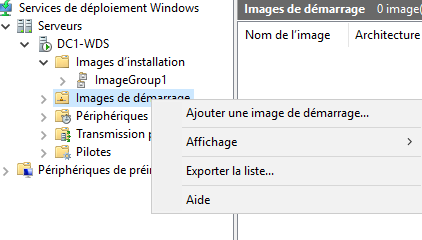 Services de déploiement Windows
Serveurs
DC1-WDS
Images d'installation
ImageGroup1
Images de démarrage
Périphériques
Transmission
Pilotes
Périphériques de
Images de démarrage 0 image(
Nom de l'image Architecture
Ajouter une image de démarrage...
Affichage
Exporter la liste...
Aide